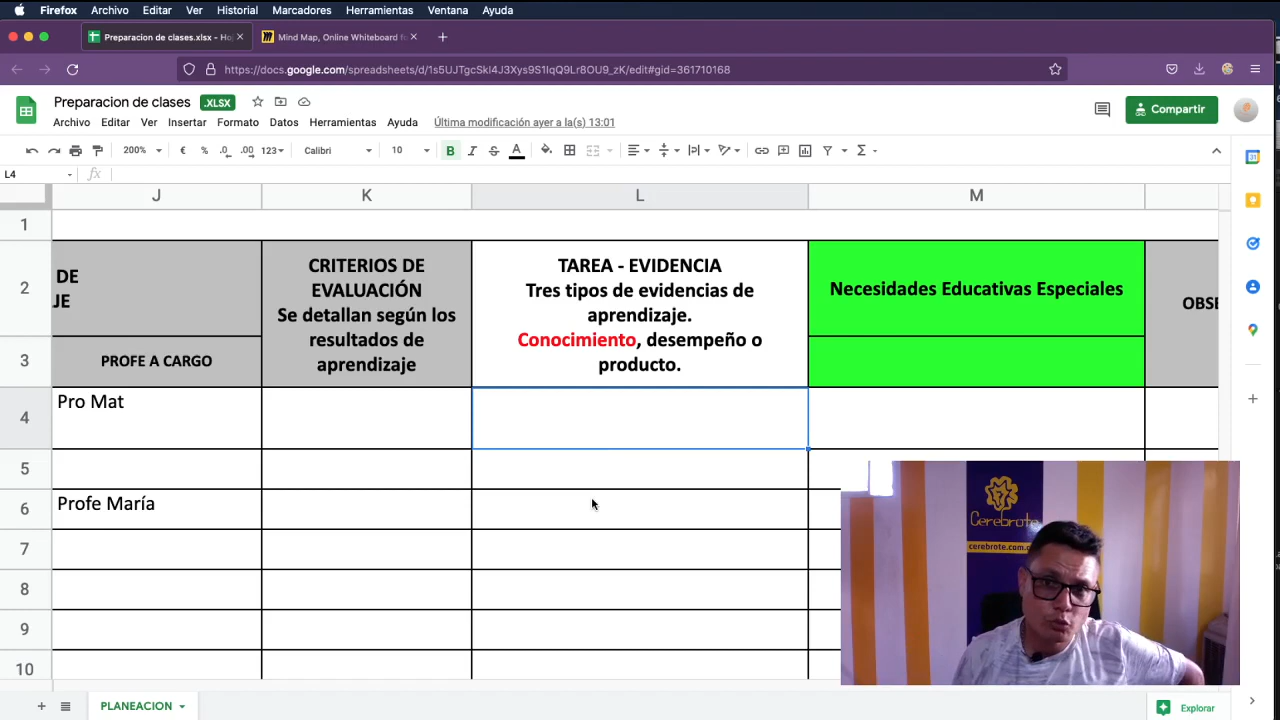 Firefox Archivo Editar Ver Historial Marcadores Herramientas Ventana Ayuda
Preparacion de clases.xlsx - Ho
Mind Map, Online Whiteboard fo
https://docs.google.com/spreadsheets/d/1s5UJTgcSkI4J3Xys9S1IqQ9Lr8OU9_zK/edit#gid=361710168
Preparacion de clases .XLSX
Compartir
Archivo Editar Ver Insertar Formato Datos Herramientas Ayuda Última modificación ayer a la(s) 13:01
200% € % .0 .00 123 Calibri 10 B I S A Σ
L4 fx
J K L M
1
2
DE
JE
CRITERIOS DE
EVALUACIÓN
Se detallan según los
resultados de
aprendizaje
TAREA - EVIDENCIA
Tres tipos de evidencias de
aprendizaje.
Conocimiento, desempeño o
producto.
Necesidades Educativas Especiales
OBSE
3 PROFE A CARGO
4 Pro Mat
5
6 Profe María
7
8
9
10
Cerebrote
cerebrote.com.c
PLANEACION
Explorar